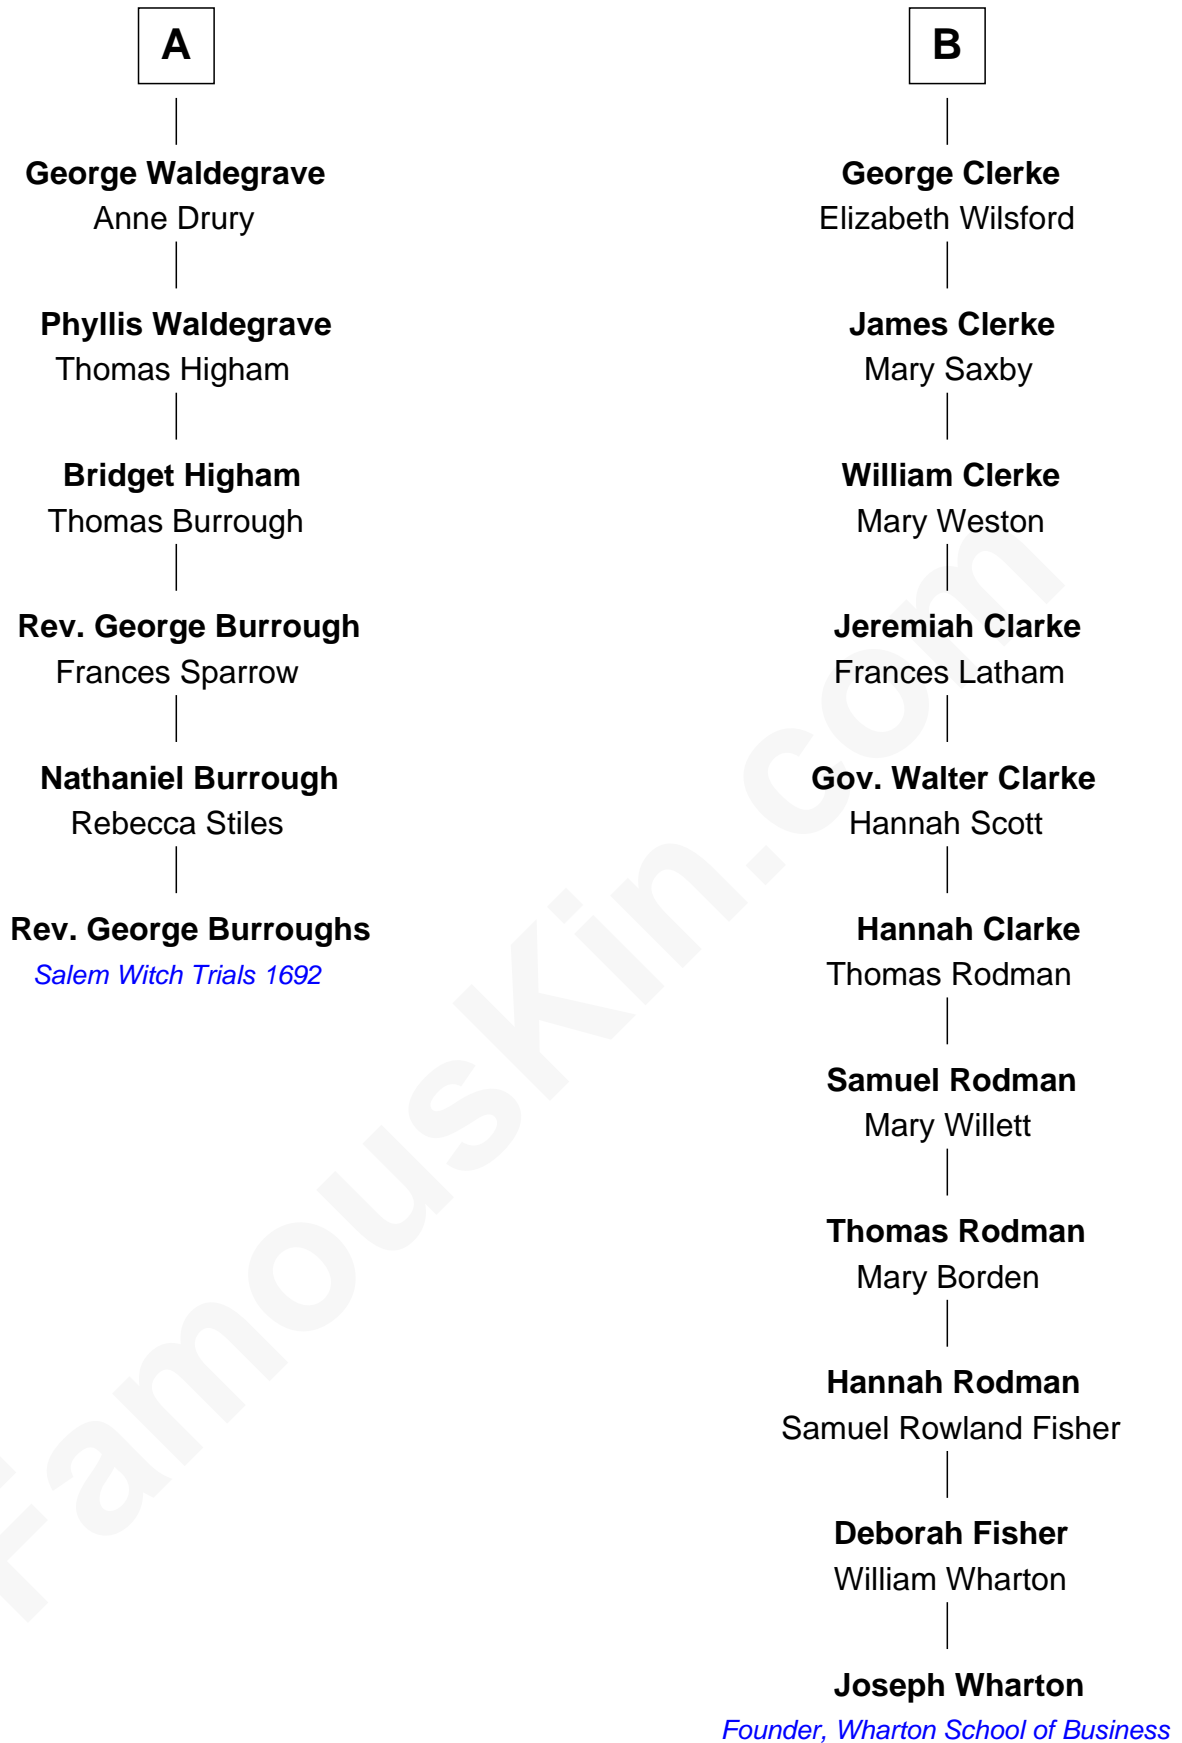 A
George Waldegrave
Anne Drury
Phyllis Waldegrave
Thomas Higham
Bridget Higham
Thomas Burrough
Rev. George Burrough
Frances Sparrow
Nathaniel Burrough
Rebecca Stiles
Rev. George Burroughs
Salem Witch Trials 1692
B
George Clerke
Elizabeth Wilsford
James Clerke
Mary Saxby
William Clerke
Mary Weston
Jeremiah Clarke
Frances Latham
Gov. Walter Clarke
Hannah Scott
Hannah Clarke
Thomas Rodman
Samuel Rodman
Mary Willett
Thomas Rodman
Mary Borden
Hannah Rodman
Samuel Rowland Fisher
Deborah Fisher
William Wharton
Joseph Wharton
Founder, Wharton School of Business
FamousKin.com